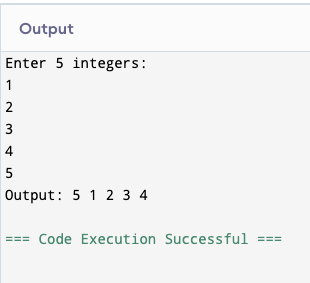 Output
Enter 5 integers:
1
2
3
4
5
Output: 5 1 2 3 4
=== Code Execution Successful ===